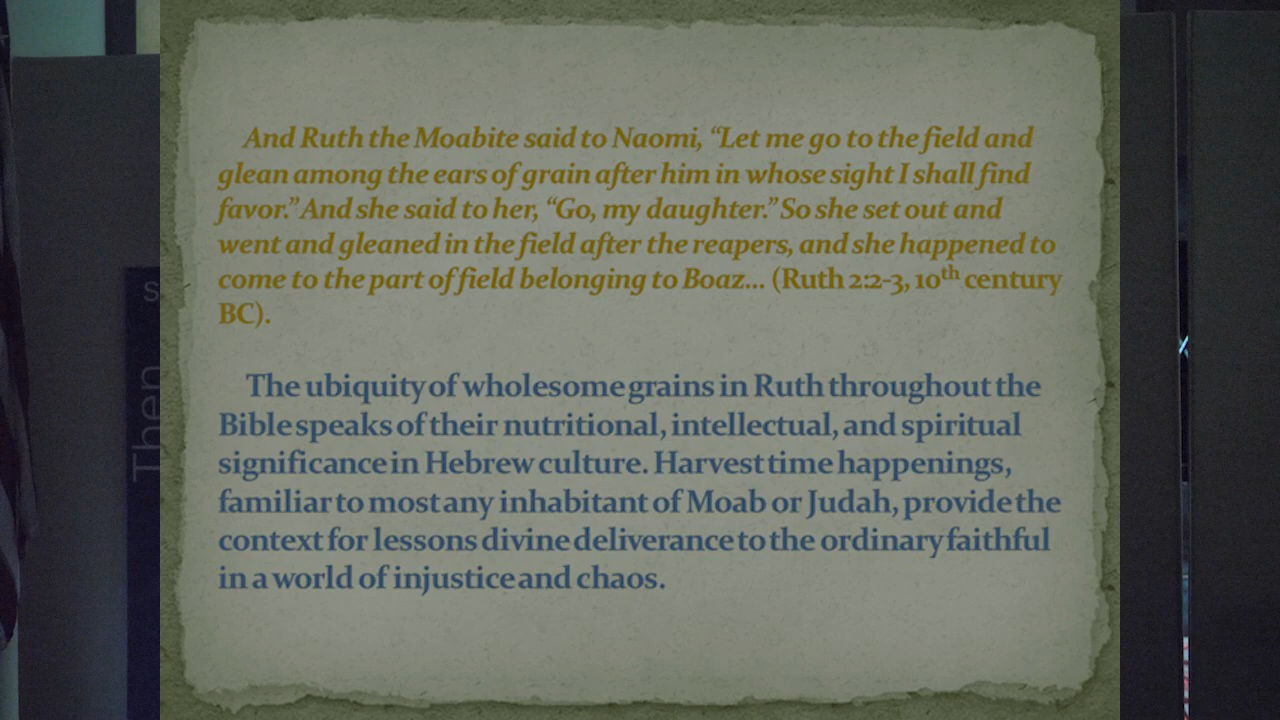 And Ruth the Moabite said to Naomi, “Let me go to the field and
glean among the ears of grain after him in whose sight I shall find
favor.” And she said to her, “Go, my daughter.” So she set out and
went and gleaned in the field after the reapers, and she happened to
come to the part of field belonging to Boaz... (Ruth 2:2-3, 10th century
BC).
The ubiquity of wholesome grains in Ruth throughout the
Bible speaks of their nutritional, intellectual, and spiritual
significance in Hebrew culture. Harvest time happenings,
familiar to most any inhabitant of Moab or Judah, provide the
context for lessons divine deliverance to the ordinary faithful
in a world of injustice and chaos.
s
Then